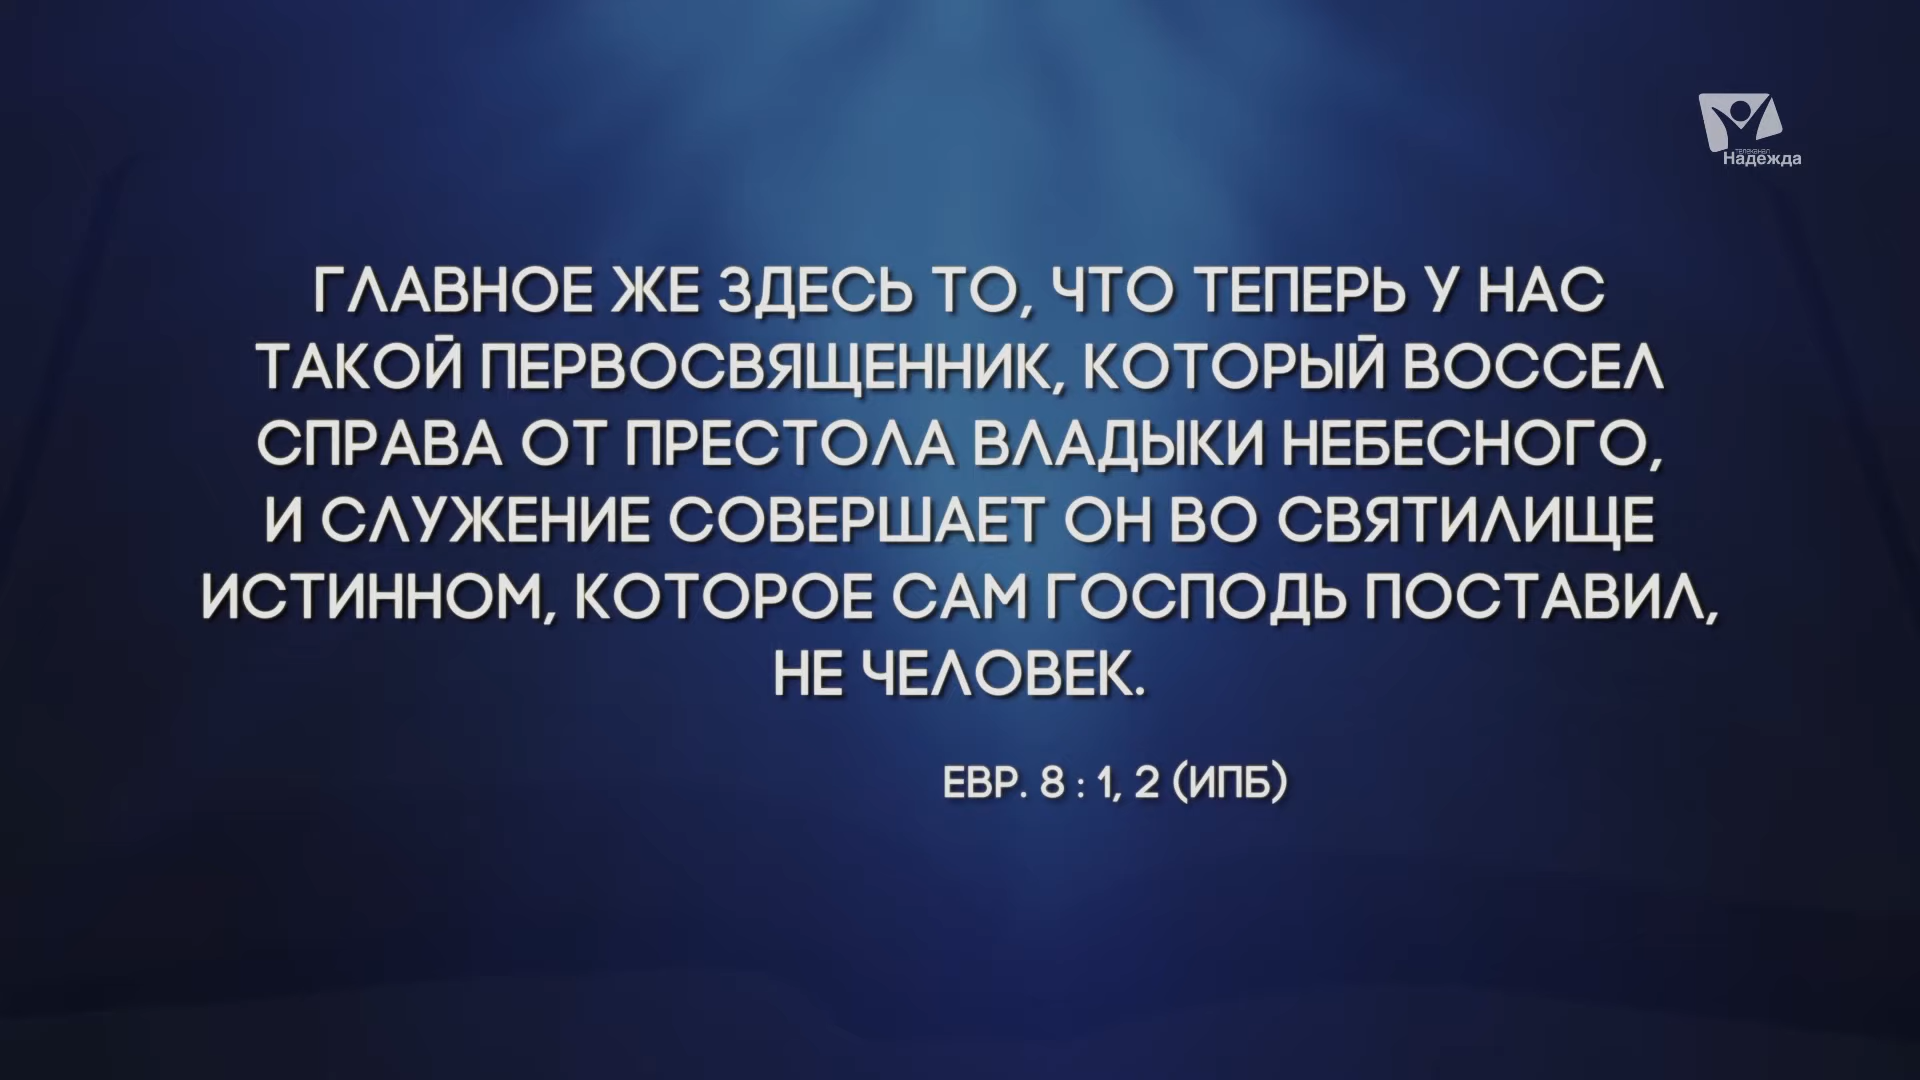 телеканал
Надежда
ГЛАВНОЕ ЖЕ ЗДЕСЬ ТО, ЧТО ТЕПЕРЬ У НАС
ТАКОЙ ПЕРВОСВЯЩЕННИК, КОТОРЫЙ ВОССЕЛ
СПРАВА ОТ ПРЕСТОЛА ВЛАДЫКИ НЕБЕСНОГО,
И СЛУЖЕНИЕ СОВЕРШАЕТ ОН ВО СВЯТИЛИЩЕ
ИСТИННОМ, КОТОРОЕ САМ ГОСПОДЬ ПОСТАВИЛ,
НЕ ЧЕЛОВЕК.
ЕВР. 8 : 1, 2 (ИПБ)